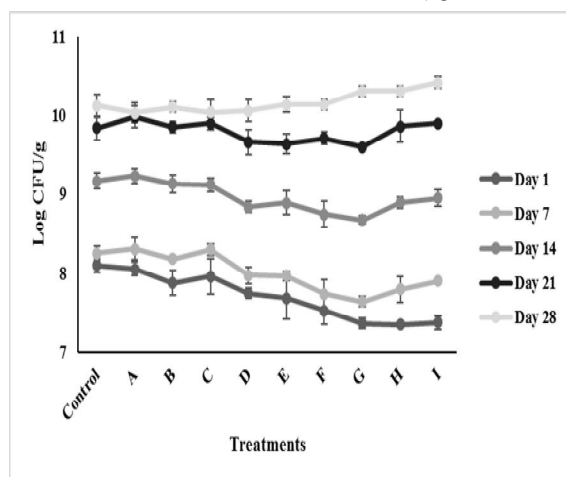 11
10
9
8
7
Log CFU/g
Control
A
B
C
D
E
F
G
H
I
Treatments
Day 1
Day 7
Day 14
Day 21
Day 28